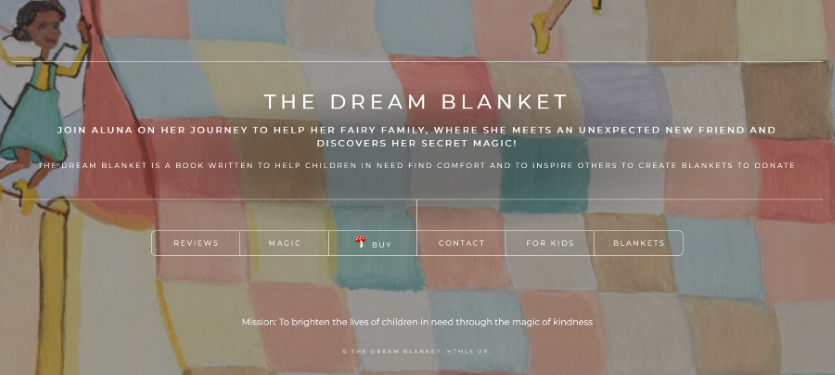 THE DREAM BLANKET
JOIN ALUNA ON HER JOURNEY TO HELP HER FAIRY FAMILY, WHERE SHE MEETS AN UNEXPECTED NEW FRIEND AND
DISCOVERS HER SECRET MAGIC!
THE DREAM BLANKET IS A BOOK WRITTEN TO HELP CHILDREN IN NEED FIND COMFORT AND TO INSPIRE OTHERS TO CREATE BLANKETS TO DONATE
REVIEWS MAGIC BUY CONTACT FOR KIDS BLANKETS
Mission: To brighten the lives of children in need through the magic of kindness
© THE DREAM BLANKET. HTML5 UP.